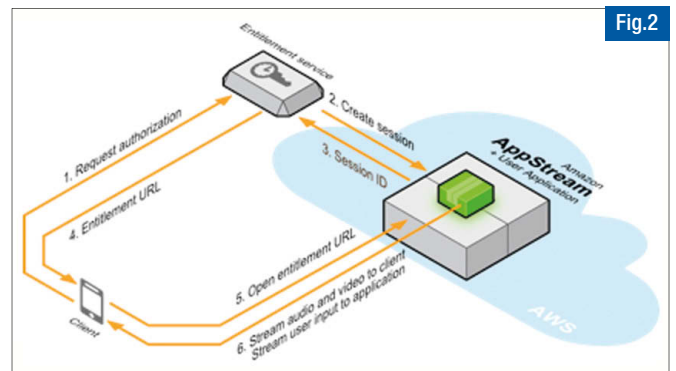 Fig.2
Entitlement service
1. Request authorization
2. Create session
3. Session ID
4. Entitlement URL
Amazon
AppStream
+ User Application
5. Open entitlement URL
6. Stream audio and video to client
Stream user input to application
Client
AWS